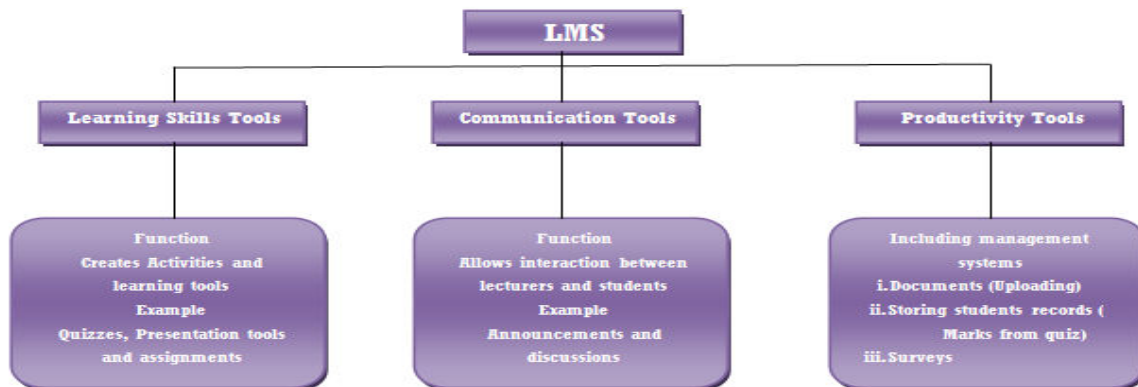 LMS
Learning Skills Tools
Communication Tools
Productivity Tools
Function
Creates Activities and
learning tools
Example
Quizzes, Presentation tools
and assignments
Function
Allows interaction between
lecturers and students
Example
Announcements and
discussions
Including management
systems
i.Documents (Uploading)
ii.Storing students records (
Marks from quiz)
iii.Surveys